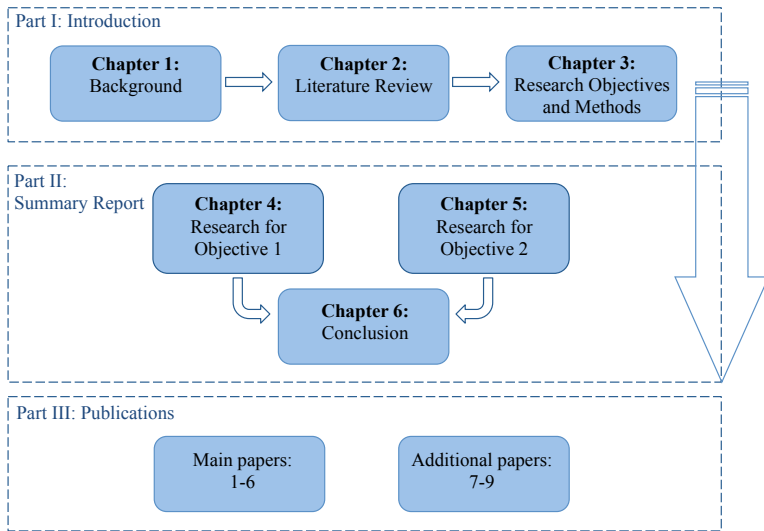 Part I: Introduction
Chapter 1:
Background
Chapter 2:
Literature Review
Chapter 3:
Research Objectives
and Methods
Part II:
Summary Report
Chapter 4:
Research for
Objective 1
Chapter 5:
Research for
Objective 2
Chapter 6:
Conclusion
Part III: Publications
Main papers:
1-6
Additional papers:
7-9